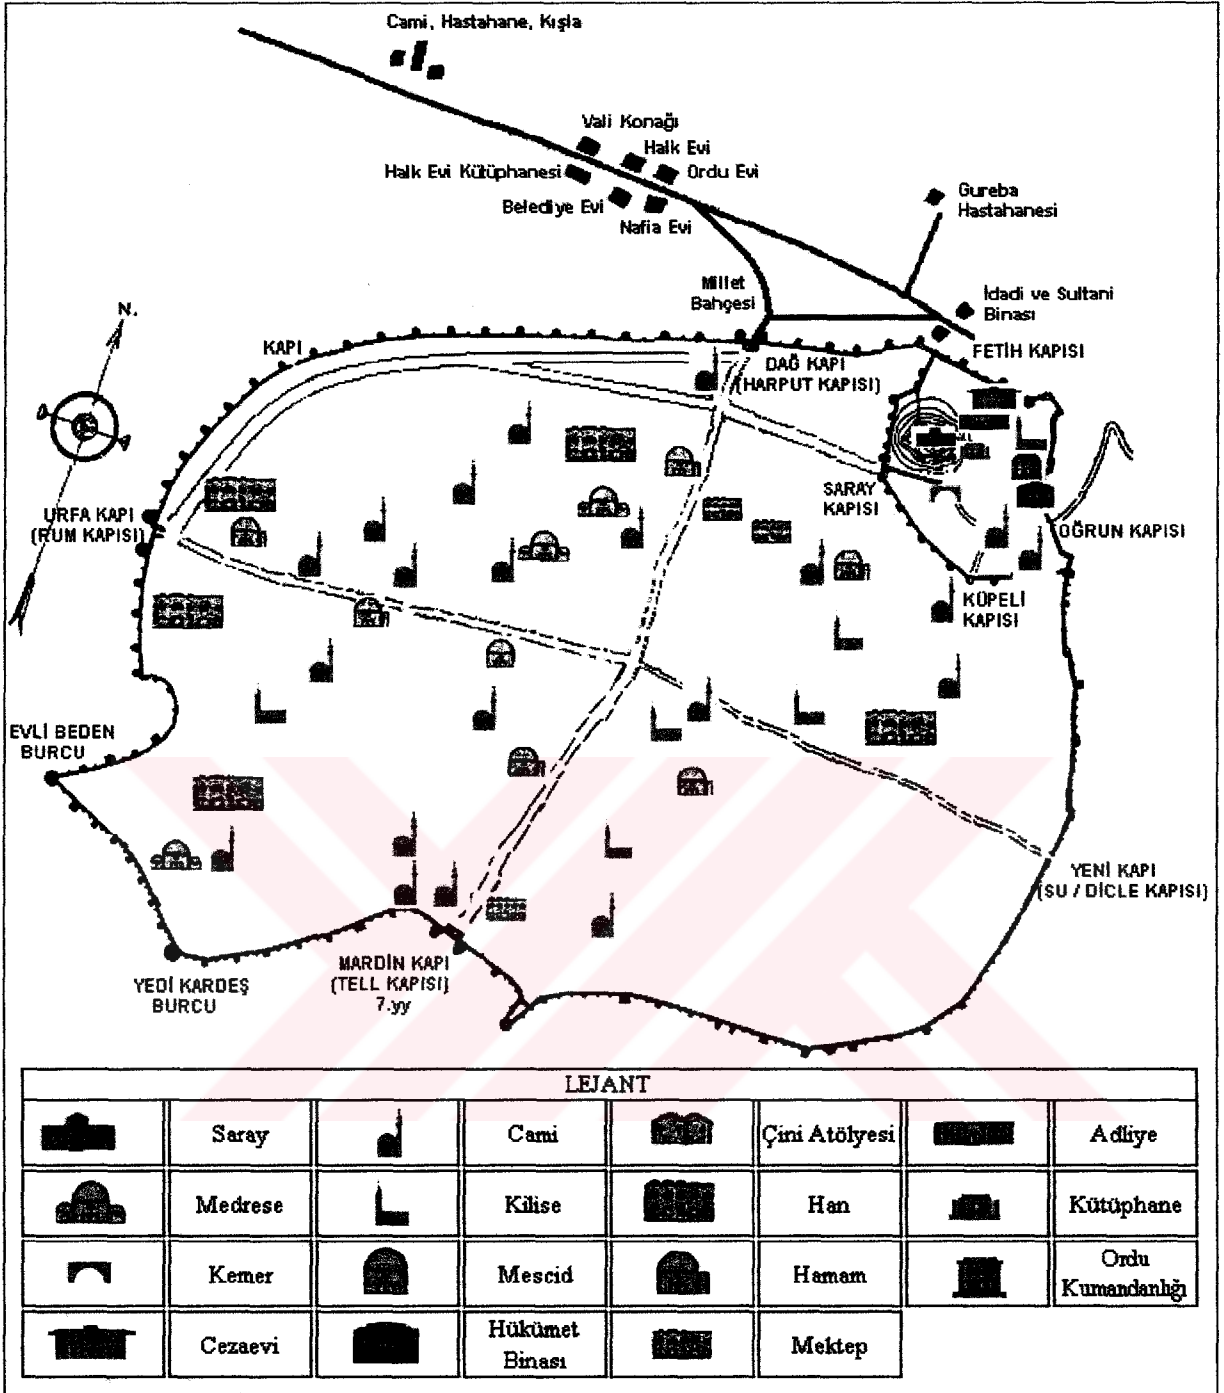 Cami, Hastahane, Kışla
Vali Konağı
Halk Evi
Halk Evi Kütüphanesi
Ordu Evi
Belediye Evi
Nafia Evi
Gureba
Hastahanesi
Millet
Bahçesi
İdadi ve Sultani
Binası
N.
KAPI
DAĞ KAPI
(HARPUT KAPISI)
FETİH KAPISI
URFA KAPI
(RUM KAPISI)
SARAY
KAPISI
OĞRUN KAPISI
KÜPELİ
KAPISI
EVLİ BEDEN
BURCU
YENİ KAPI
(SU / DİCLE KAPISI)
YEDİ KARDEŞ
BURCU
MARDİN KAPI
(TELL KAPISI)
7.yy
LEJANT
Saray
Cami
Çini Atölyesi
Adliye
Medrese
Kilise
Han
Kütüphane
Kemer
Mescid
Hamam
Ordu
Kumandanlığı
Cezaevi
Hükümet
Binası
Mektep